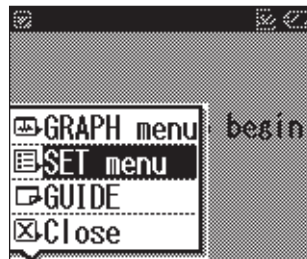 GRAPH menu
begin
SET menu
GUIDE
Close